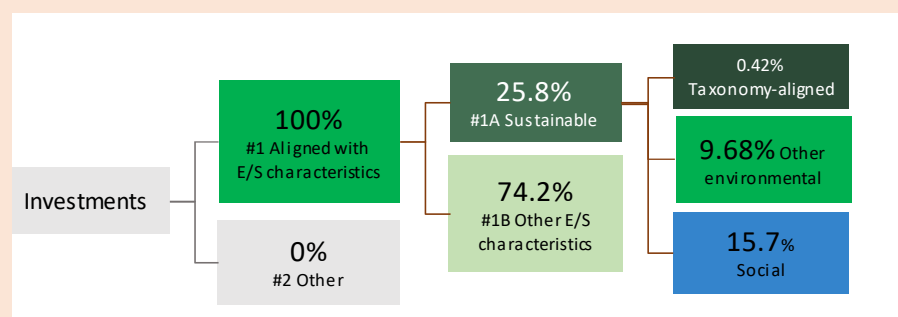 Investments
100%
#1 Aligned with
E/S characteristics
0%
#2 Other
25.8%
#1A Sustainable
74.2%
#1B Other E/S
characteristics
0.42%
Taxonomy-aligned
9.68% Other
environmental
15.7%
Social